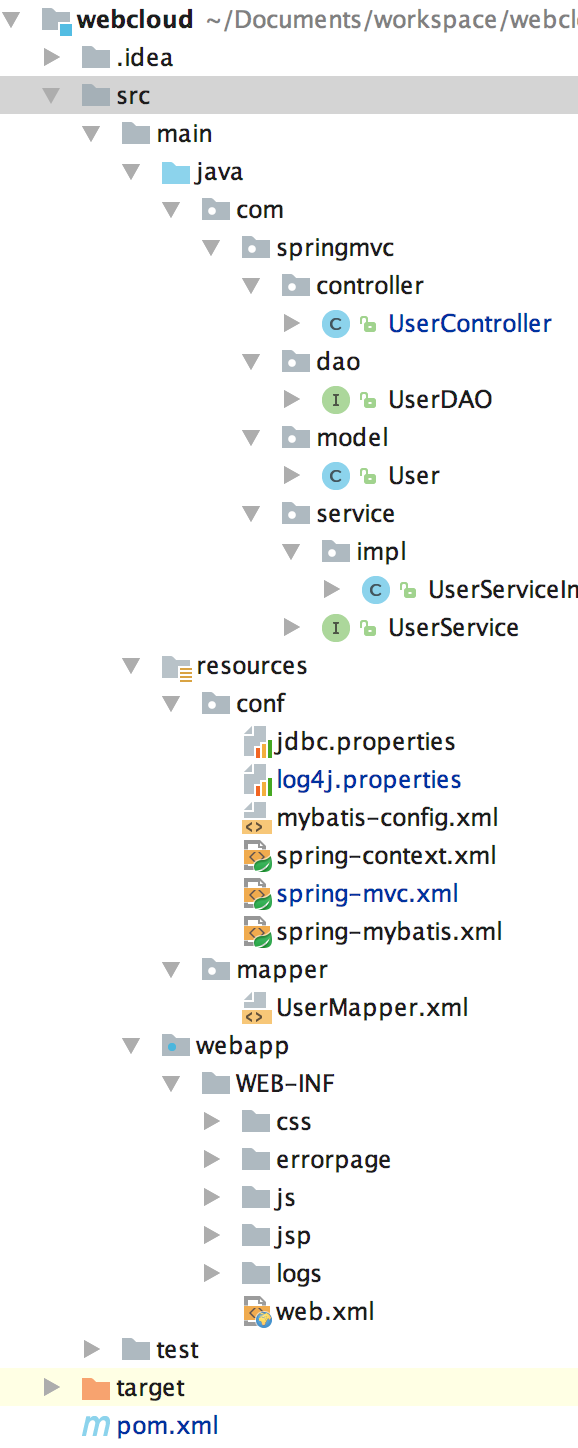 webcloud ~/Documents/workspace/webcl
.idea
src
main
java
com
springmvc
controller
C UserController
dao
I UserDAO
model
C User
service
impl
C UserServiceIn
I UserService
resources
conf
jdbc.properties
log4j.properties
mybatis-config.xml
spring-context.xml
spring-mvc.xml
spring-mybatis.xml
mapper
UserMapper.xml
webapp
WEB-INF
css
errorpage
js
jsp
logs
web.xml
test
target
m pom.xml